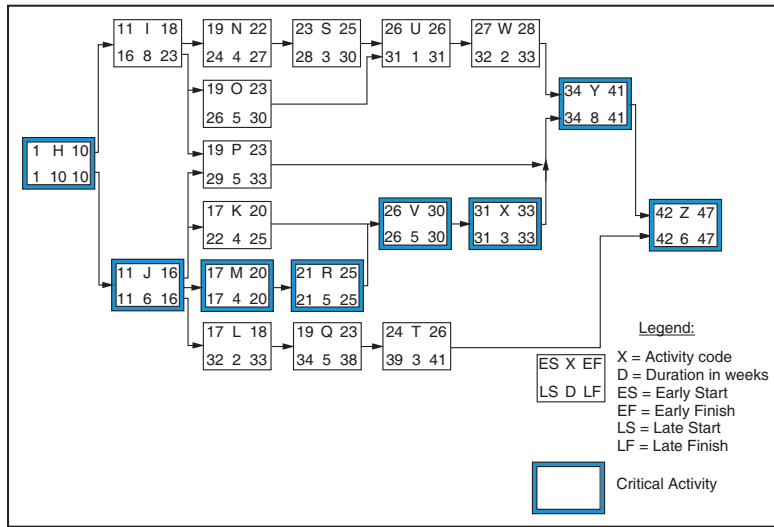 11 I 18
16 8 23
19 N 22
24 4 27
23 S 25
28 3 30
26 U 26
31 1 31
27 W 28
32 2 33
19 O 23
26 5 30
34 Y 41
34 8 41
1 H 10
1 10 10
19 P 23
29 5 33
17 K 20
22 4 25
26 V 30
26 5 30
31 X 33
31 3 33
42 Z 47
42 6 47
11 J 16
11 6 16
17 M 20
17 4 20
21 R 25
21 5 25
17 L 18
32 2 33
19 Q 23
34 5 38
24 T 26
39 3 41
Legend:
ES X EF
LS D LF
X = Activity code
D = Duration in weeks
ES = Early Start
EF = Early Finish
LS = Late Start
LF = Late Finish
Critical Activity